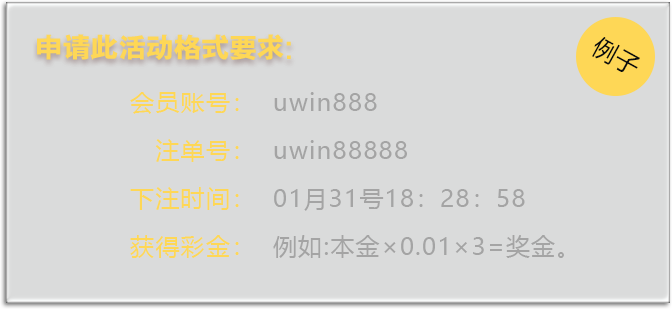 申请此活动格式要求:
例子
会员账号： uwin888
注单号： uwin88888
下注时间： 01月31号18：28：58
获得彩金： 例如:本金×0.01×3=奖金。